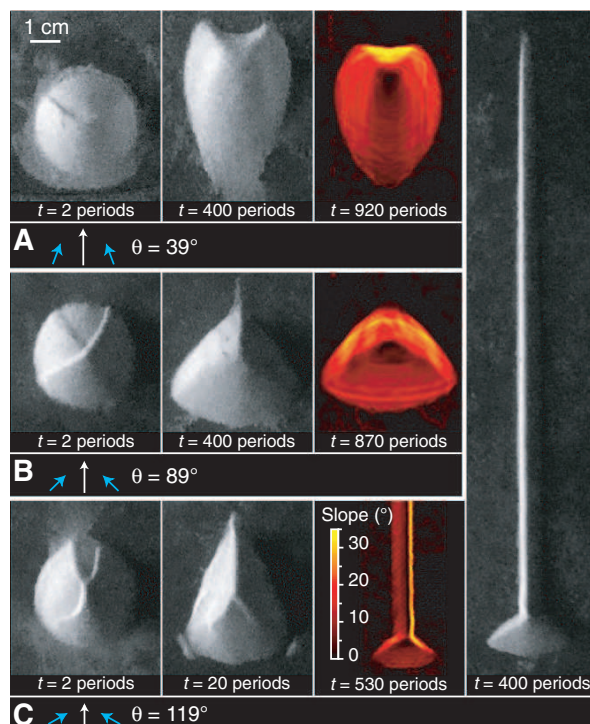 1 cm
t = 2 periods
t = 400 periods
t = 920 periods
A
θ = 39°
t = 2 periods
t = 400 periods
t = 870 periods
B
θ = 89°
Slope (°)
30
20
10
0
t = 2 periods
t = 20 periods
t = 530 periods
t = 400 periods
C
θ = 119°